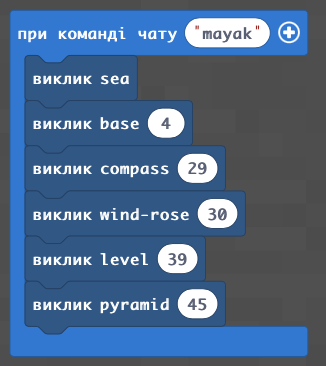 при команді чату "mayak"
виклик sea
виклик base 4
виклик compass 29
виклик wind-rose 30
виклик level 39
виклик pyramid 45